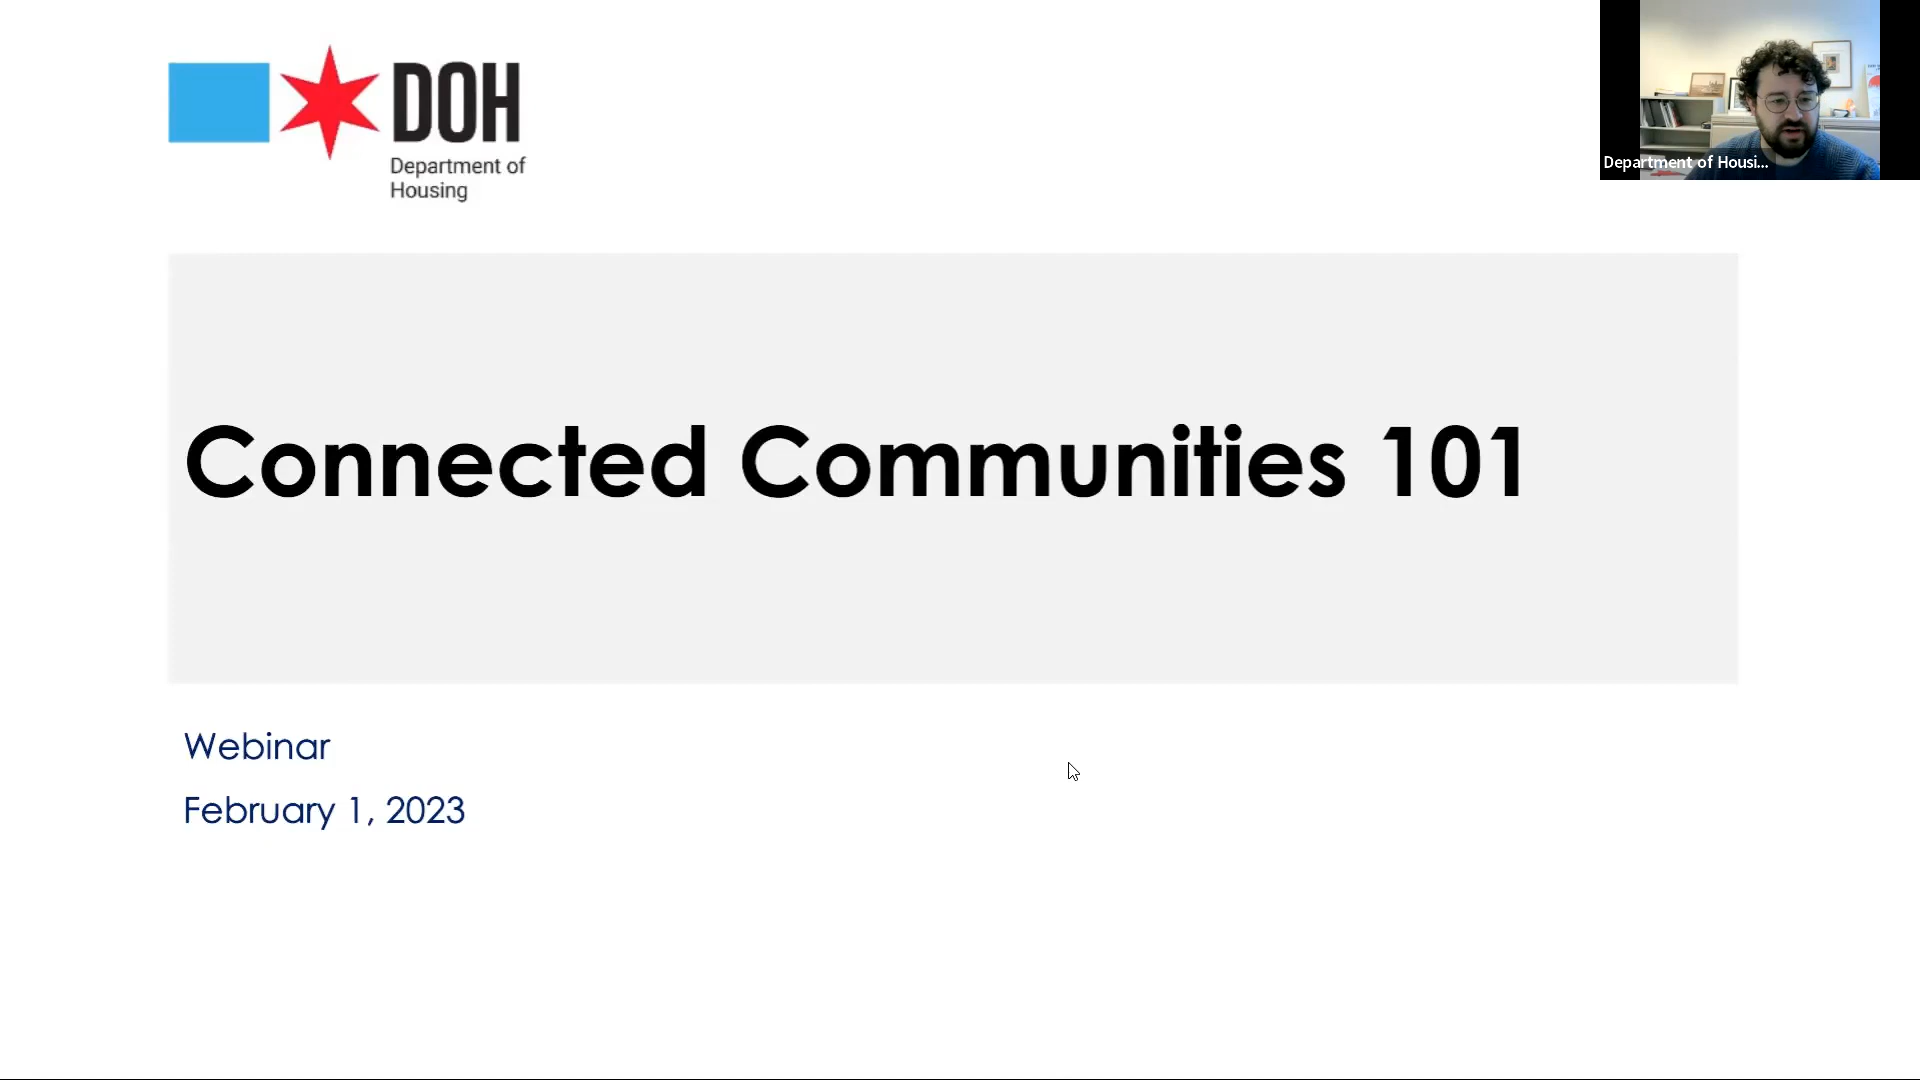 DOH
Department of
Housing
Department of Housi...
Connected Communities 101
Webinar
February 1, 2023